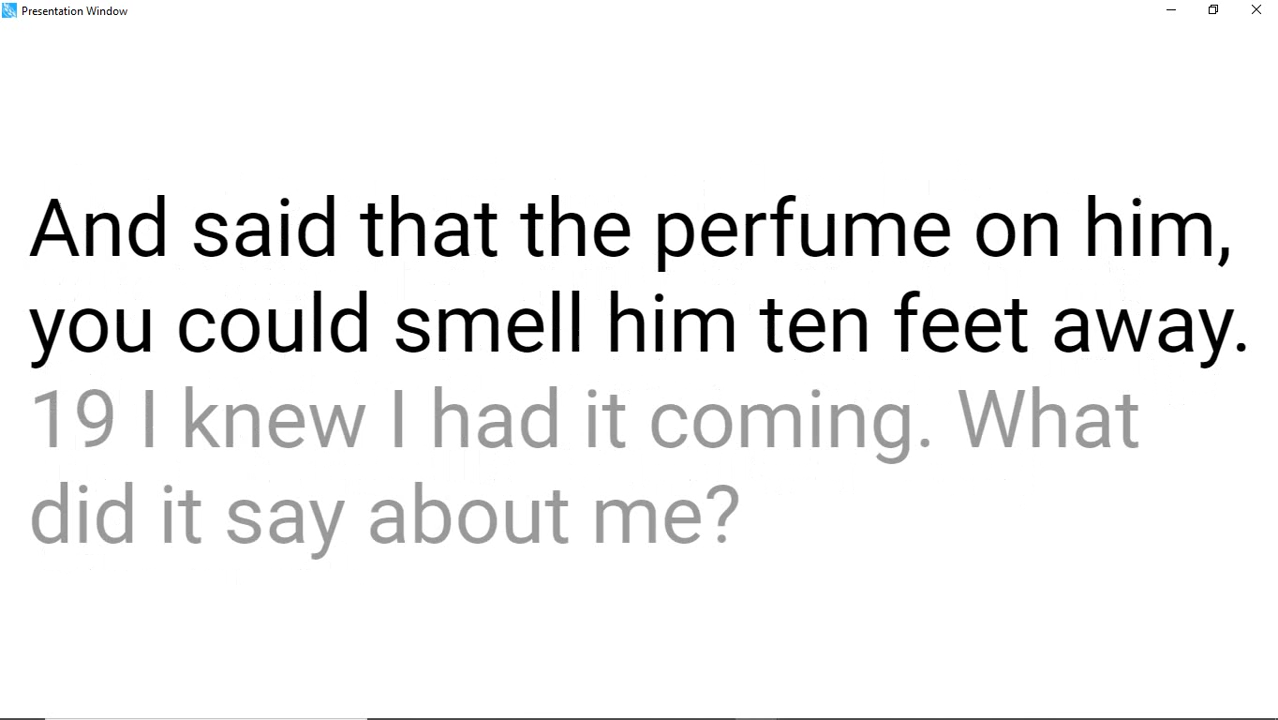 Presentation Window
And said that the perfume on him,
you could smell him ten feet away.
19 I knew I had it coming. What
did it say about me?